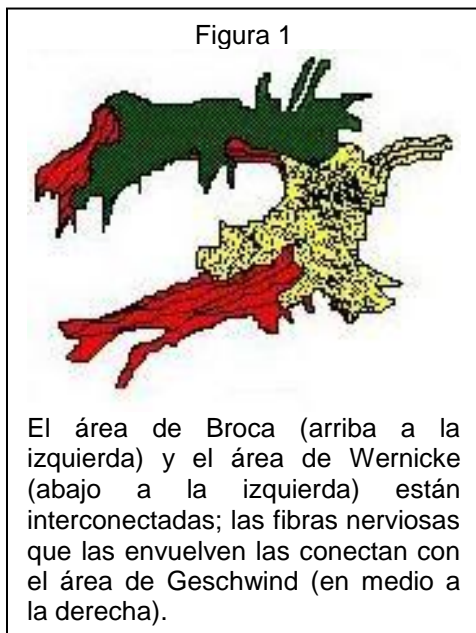 Figura 1
El área de Broca (arriba a la
izquierda) y el área de Wernicke
(abajo a la izquierda) están
interconectadas; las fibras nerviosas
que las envuelven las conectan con
el área de Geschwind (en medio a
la derecha).